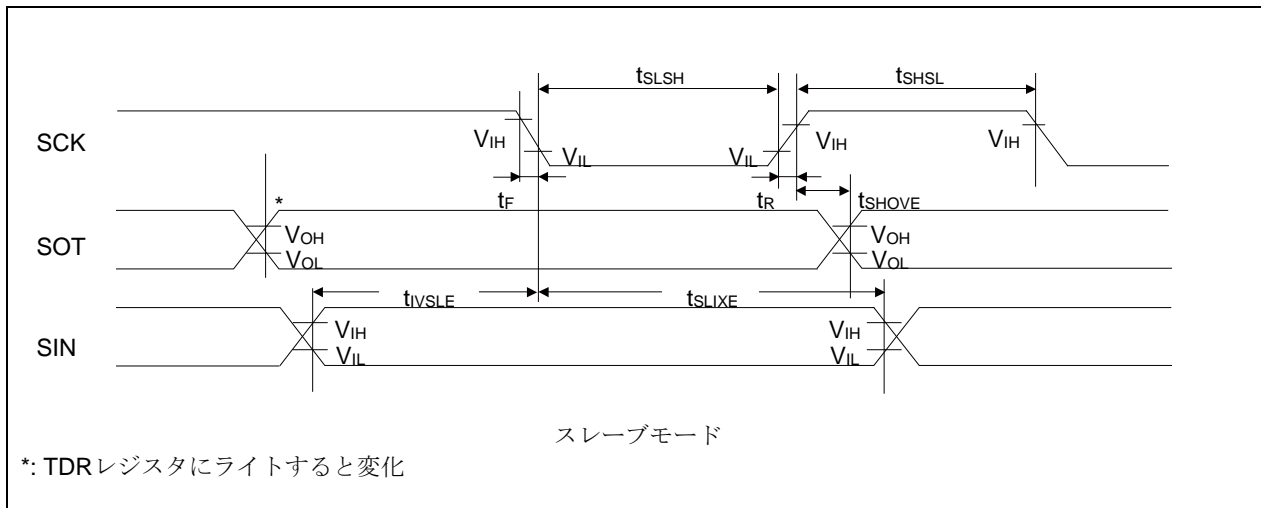 tSLSH tSHSL
SCK VIH VIL VIL VIH VIH
tF tR tSHOVE
*
SOT VOH VOL VOH VOL
tIVSLE tSLIXE
SIN VIH VIL VIH VIL
スレーブモード
*: TDRレジスタにライトすると変化